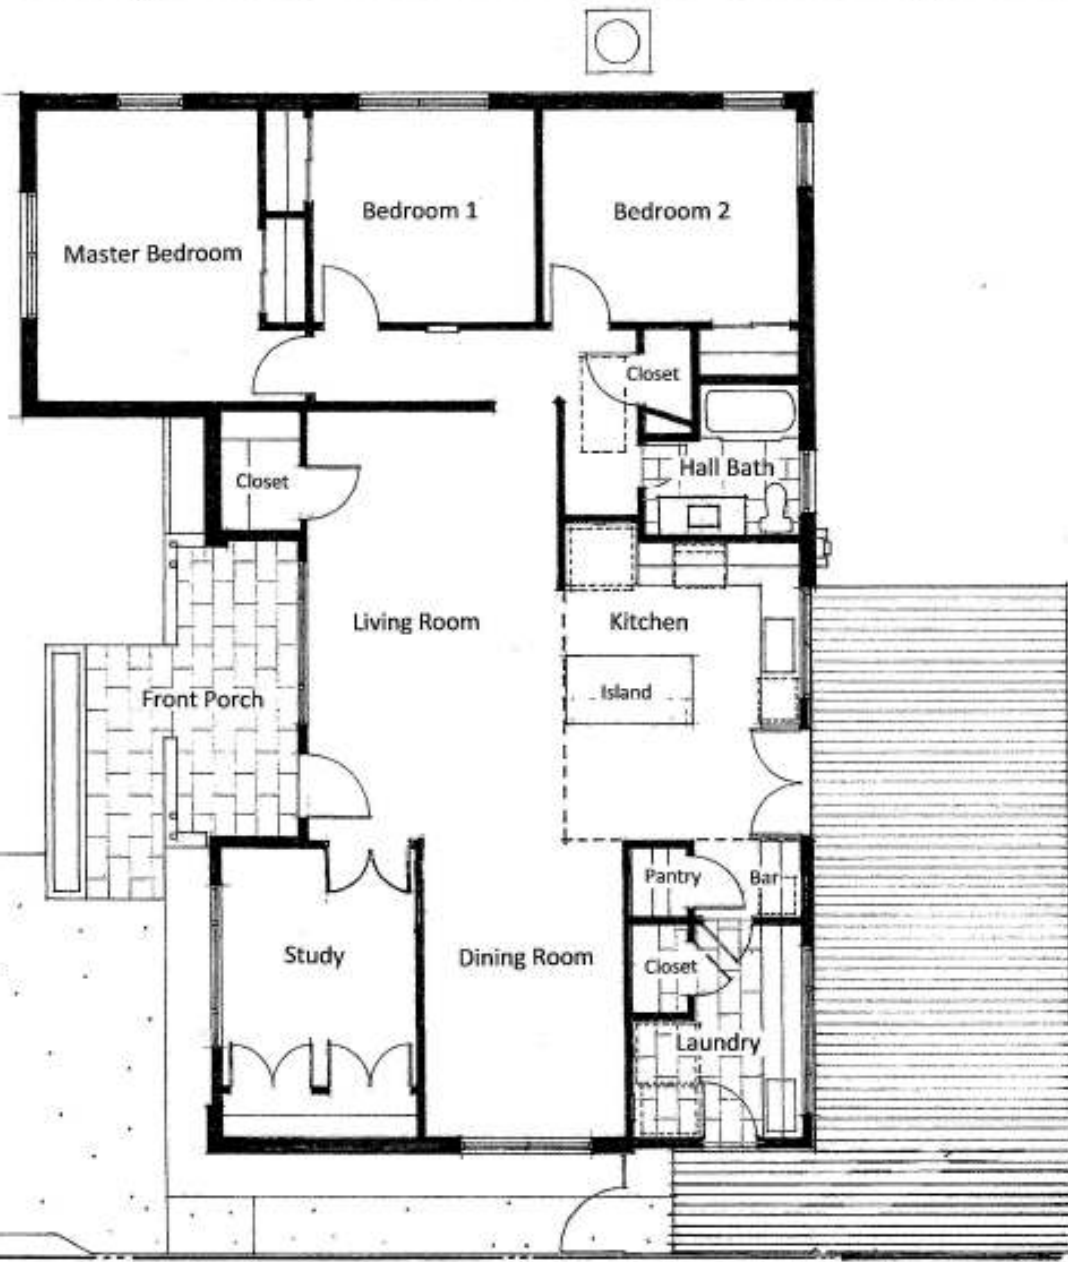 Bedroom 1
Bedroom 2
Master Bedroom
Closet
Hall Bath
Closet
Living Room
Kitchen
Island
Front Porch
Pantry
Bar
Study
Dining Room
Closet
Laundry